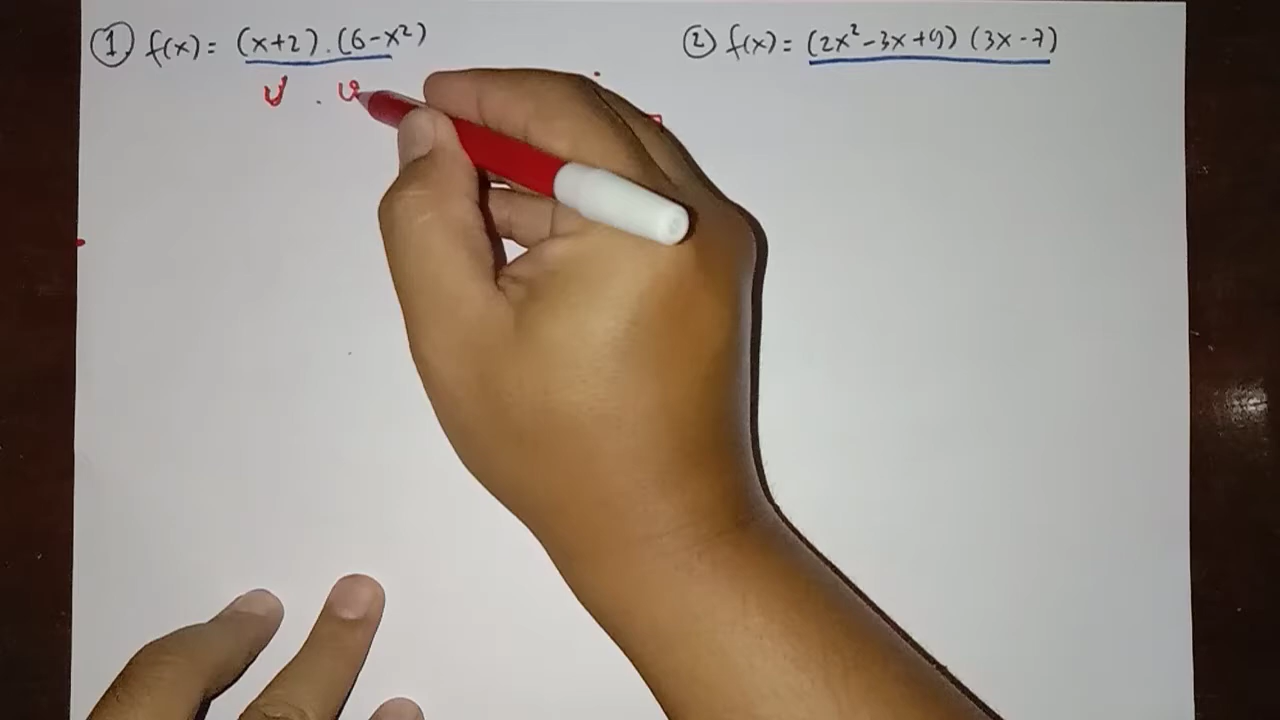 ① f(x) = (x+2) . (6-x²)
U . v
② f(x) = (2x²-3x+9) (3x-7)